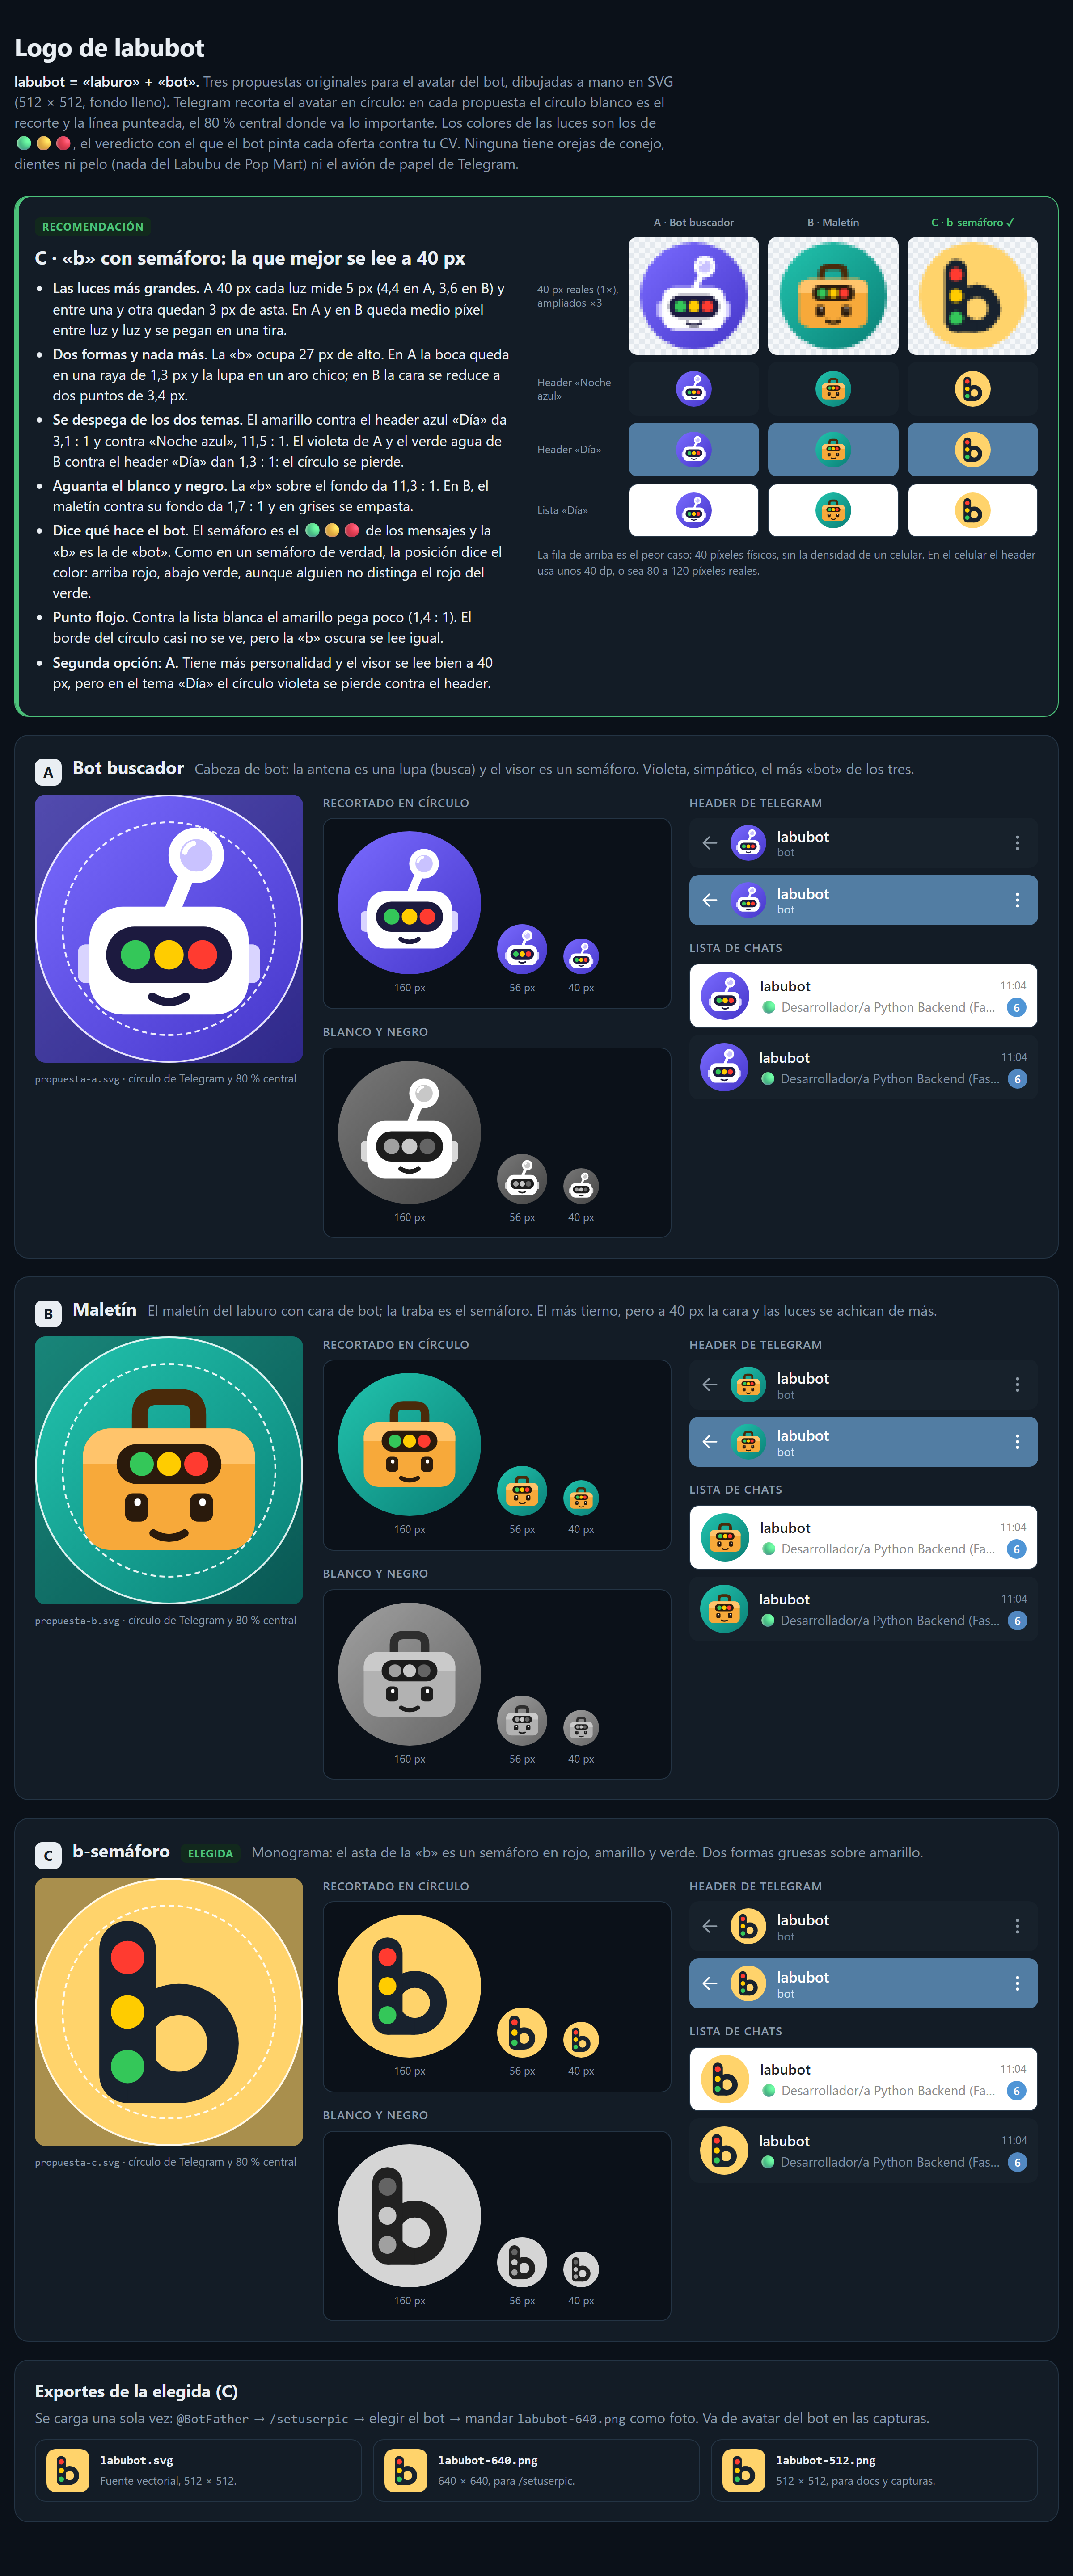 Logo de labubot
labubot = «laburo» + «bot». Tres propuestas originales para el avatar del bot, dibujadas a mano en SVG
(512 × 512, fondo lleno). Telegram recorta el avatar en círculo: en cada propuesta el círculo blanco es el
recorte y la línea punteada, el 80 % central donde va lo importante. Los colores de las luces son los de
, el veredicto con el que el bot pinta cada oferta contra tu CV. Ninguna tiene orejas de conejo,
dientes ni pelo (nada del Labubu de Pop Mart) ni el avión de papel de Telegram.
RECOMENDACIÓN
C · «b» con semáforo: la que mejor se lee a 40 px
• Las luces más grandes. A 40 px cada luz mide 5 px (4,4 en A, 3,6 en B) y
entre una y otra quedan 3 px de asta. En A y en B queda medio píxel
entre luz y luz y se pegan en una tira.
• Dos formas y nada más. La «b» ocupa 27 px de alto. En A la boca queda
en una raya de 1,3 px y la lupa en un aro chico; en B la cara se reduce a
dos puntos de 3,4 px.
• Se despega de los dos temas. El amarillo contra el header azul «Día» da
3,1 : 1 y contra «Noche azul», 11,5 : 1. El violeta de A y el verde agua de
B contra el header «Día» dan 1,3 : 1: el círculo se pierde.
• Aguanta el blanco y negro. La «b» sobre el fondo da 11,3 : 1. En B, el
maletín contra su fondo da 1,7 : 1 y en grises se empasta.
• Dice qué hace el bot. El semáforo es el de los mensajes y la
«b» es la de «bot». Como en un semáforo de verdad, la posición dice el
color: arriba rojo, abajo verde, aunque alguien no distinga el rojo del
verde.
• Punto flojo. Contra la lista blanca el amarillo pega poco (1,4 : 1). El
borde del círculo casi no se ve, pero la «b» oscura se lee igual.
• Segunda opción: A. Tiene más personalidad y el visor se lee bien a 40
px, pero en el tema «Día» el círculo violeta se pierde contra el header.
A · Bot buscador
B · Maletín
C · b-semáforo ✓
40 px reales (1×),
ampliados ×3
Header «Noche
azul»
Header «Día»
Lista «Día»
La fila de arriba es el peor caso: 40 píxeles físicos, sin la densidad de un celular. En el celular el header
usa unos 40 dp, o sea 80 a 120 píxeles reales.
A Bot buscador Cabeza de bot: la antena es una lupa (busca) y el visor es un semáforo. Violeta, simpático, el más «bot» de los tres.
propuesta-a.svg · círculo de Telegram y 80 % central
RECORTADO EN CÍRCULO
160 px
56 px
40 px
BLANCO Y NEGRO
160 px
56 px
40 px
HEADER DE TELEGRAM
labubot
bot
labubot
bot
LISTA DE CHATS
labubot
11:04
Desarrollador/a Python Backend (Fa...
6
labubot
11:04
Desarrollador/a Python Backend (Fas...
6
B Maletín El maletín del laburo con cara de bot; la traba es el semáforo. El más tierno, pero a 40 px la cara y las luces se achican de más.
propuesta-b.svg · círculo de Telegram y 80 % central
RECORTADO EN CÍRCULO
160 px
56 px
40 px
BLANCO Y NEGRO
160 px
56 px
40 px
HEADER DE TELEGRAM
labubot
bot
labubot
bot
LISTA DE CHATS
labubot
11:04
Desarrollador/a Python Backend (Fa...
6
labubot
11:04
Desarrollador/a Python Backend (Fas...
6
C b-semáforo ELEGIDA Monograma: el asta de la «b» es un semáforo en rojo, amarillo y verde. Dos formas gruesas sobre amarillo.
propuesta-c.svg · círculo de Telegram y 80 % central
RECORTADO EN CÍRCULO
160 px
56 px
40 px
BLANCO Y NEGRO
160 px
56 px
40 px
HEADER DE TELEGRAM
labubot
bot
labubot
bot
LISTA DE CHATS
labubot
11:04
Desarrollador/a Python Backend (Fa...
6
labubot
11:04
Desarrollador/a Python Backend (Fas...
6
Exportes de la elegida (C)
Se carga una sola vez: @BotFather → /setuserpic → elegir el bot → mandar labubot-640.png como foto. Va de avatar del bot en las capturas.
labubot.svg
Fuente vectorial, 512 × 512.
labubot-640.png
640 × 640, para /setuserpic.
labubot-512.png
512 × 512, para docs y capturas.